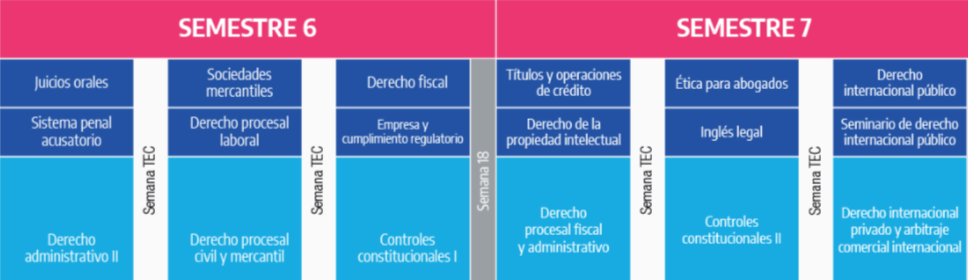 SEMESTRE 6
Juicios orales
Sistema penal
acusatorio
Derecho
administrativo II
Semana TEC
Sociedades
mercantiles
Derecho procesal
laboral
Derecho procesal
civil y mercantil
Semana TEC
Derecho fiscal
Empresa y
cumplimiento regulatorio
Controles
constitucionales I
Semana 18
SEMESTRE 7
Títulos y operaciones
de crédito
Derecho de la
propiedad intelectual
Derecho
procesal fiscal
y administrativo
Semana TEC
Ética para abogados
Inglés legal
Controles
constitucionales II
Semana TEC
Derecho
internacional público
Seminario de derecho
internacional público
Derecho internacional
privado y arbitraje
comercial internacional